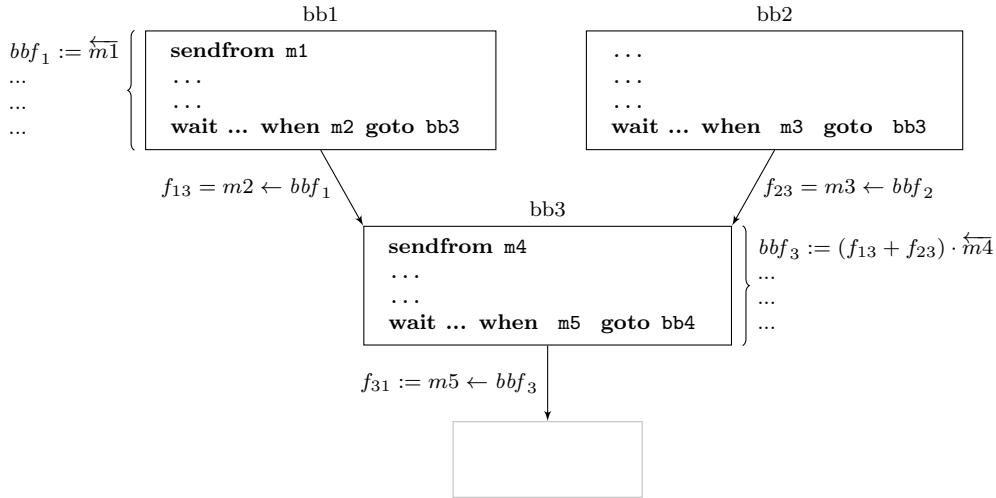 bb1
bb2
bbf₁ := m1
...
...
...
sendfrom m1
...
...
wait ... when m2 goto bb3
...
...
...
wait ... when m3 goto bb3
f₁₃ = m2 ← bbf₁
f₂₃ = m3 ← bbf₂
bb3
sendfrom m4
...
...
wait ... when m5 goto bb4
bbf₃ := (f₁₃ + f₂₃) · m4
...
...
...
f₃₁ := m5 ← bbf₃